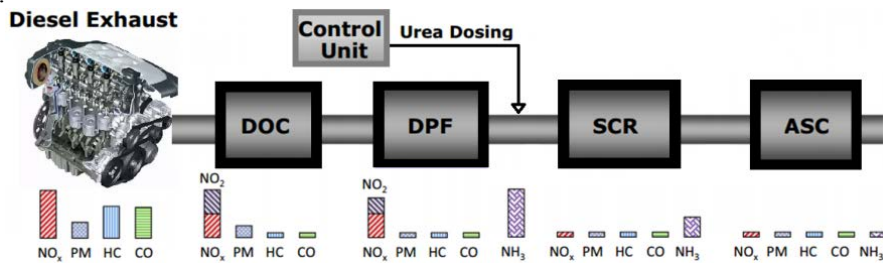 Diesel Exhaust
Control
Unit
Urea Dosing
DOC
DPF
SCR
ASC
NO₂
NO₂
NOₓ PM HC CO
NOₓ PM HC CO
NOₓ PM HC CO NH₃
NOₓ PM HC CO NH₃
NOₓ PM HC CO NH₃